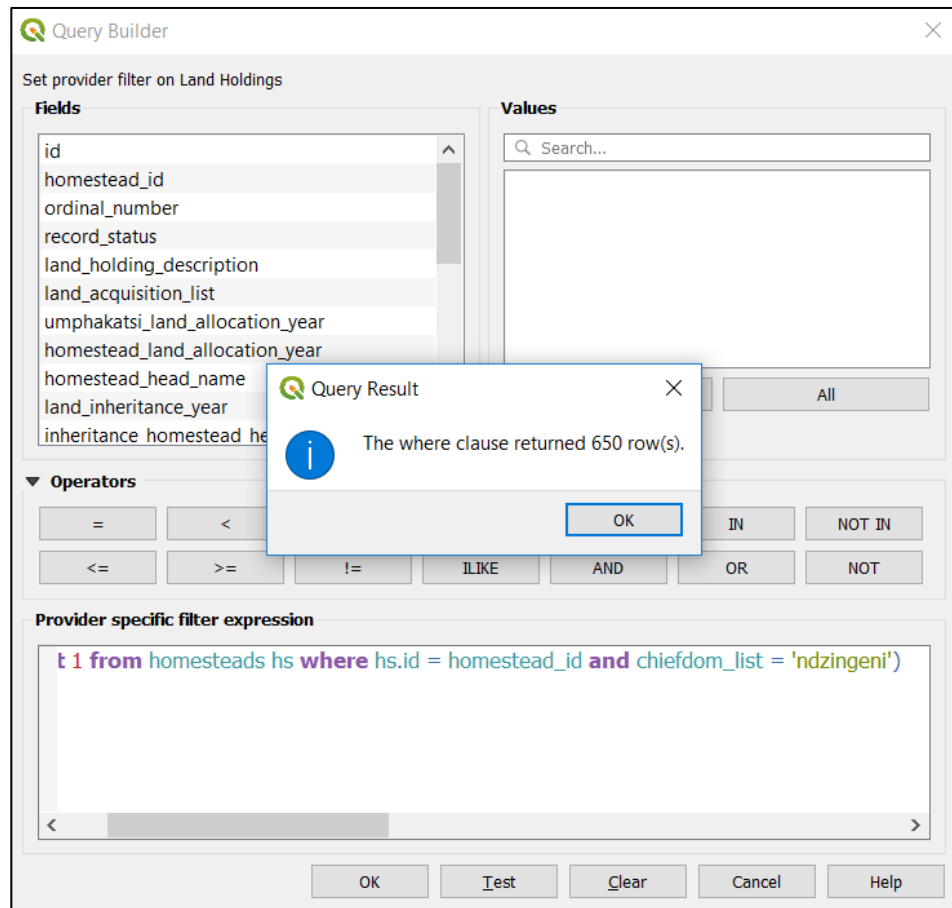 Query Builder
Set provider filter on Land Holdings
Fields
id
homestead_id
ordinal_number
record_status
land_holding_description
land_acquisition_list
umphakatsi_land_allocation_year
homestead_land_allocation_year
homestead_head_name
land_inheritance_year
inheritance_homestead_he
Values
Search...
All
Query Result
The where clause returned 650 row(s).
OK
Operators
= < IN NOT IN
<= >= != ILIKE AND OR NOT
Provider specific filter expression
t 1 from homesteads hs where hs.id = homestead_id and chiefdom_list = 'ndzingeni')
OK Test Clear Cancel Help